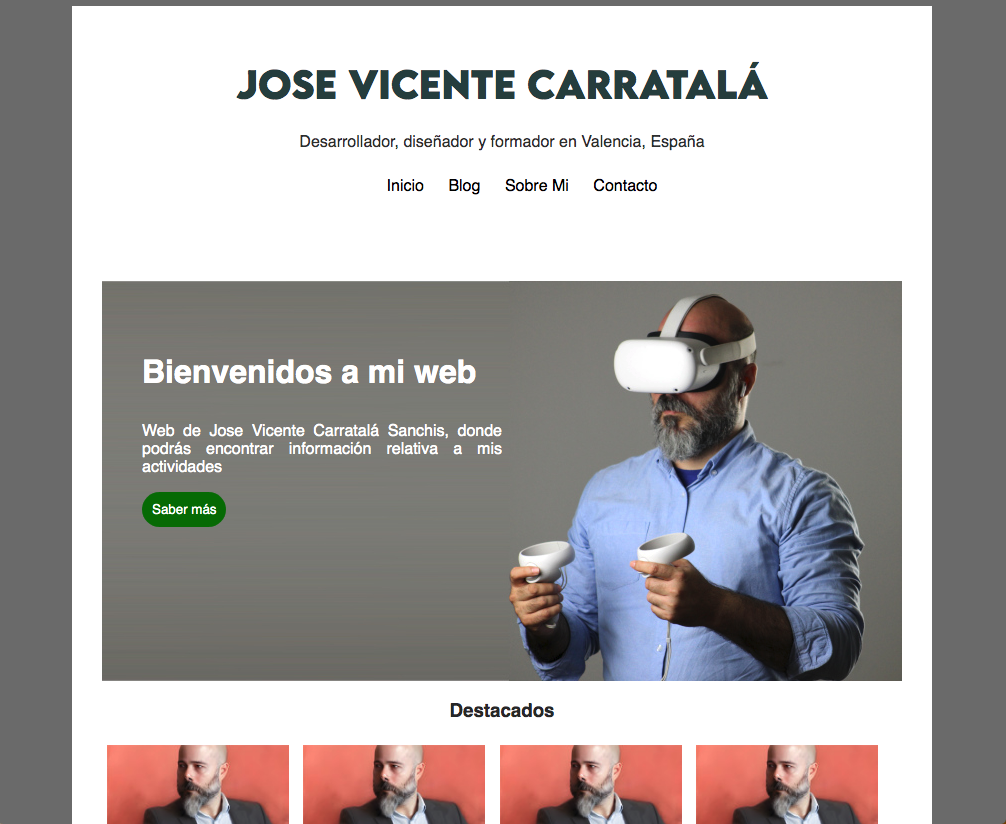 JOSE VICENTE CARRATALÁ
Desarrollador, diseñador y formador en Valencia, España
Inicio Blog Sobre Mi Contacto
Bienvenidos a mi web
Web de Jose Vicente Carratalá Sanchis, donde
podrás encontrar información relativa a mis
actividades
Saber más
Destacados